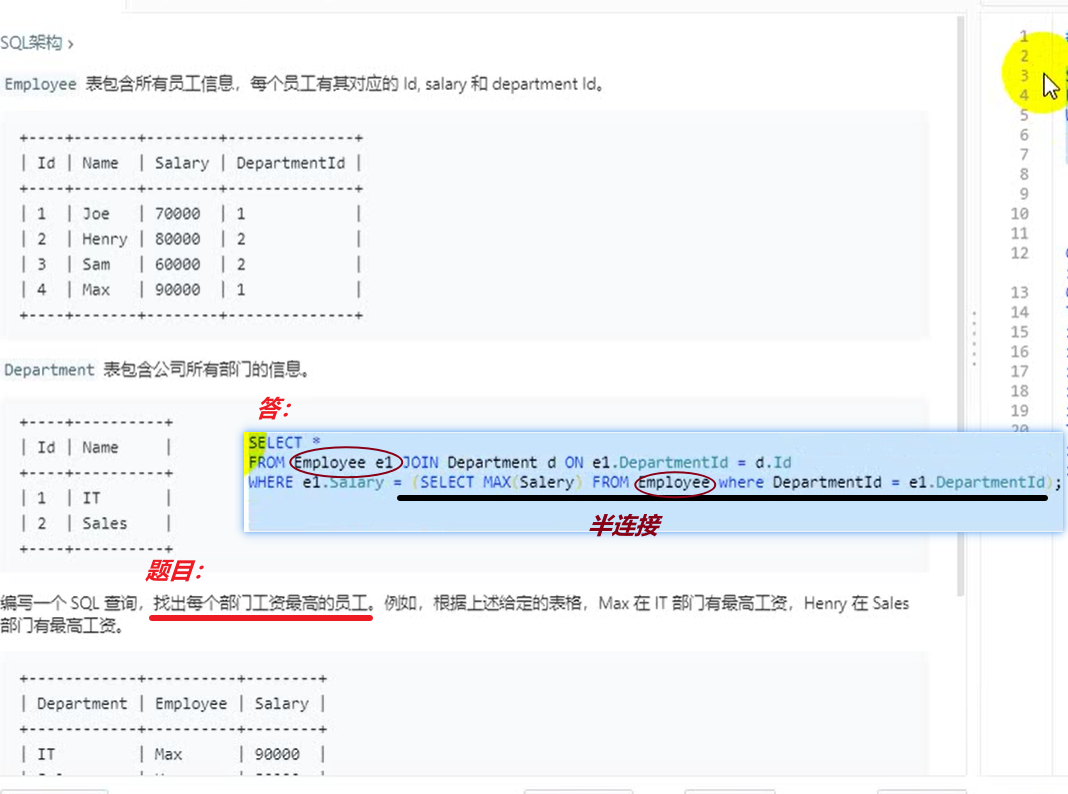 SQL架构 ›
Employee 表包含所有员工信息，每个员工有其对应的 Id, salary 和 department Id。
+----+-------+--------+--------------+
| Id | Name  | Salary | DepartmentId |
+----+-------+--------+--------------+
| 1  | Joe   | 70000  | 1            |
| 2  | Henry | 80000  | 2            |
| 3  | Sam   | 60000  | 2            |
| 4  | Max   | 90000  | 1            |
+----+-------+--------+--------------+
Department 表包含公司所有部门的信息。
+----+----------+
| Id | Name     |
+----+----------+
| 1  | IT       |
| 2  | Sales    |
+----+----------+
答：
SELECT *
FROM Employee e1 JOIN Department d ON e1.DepartmentId = d.Id
WHERE e1.Salary = (SELECT MAX(Salery) FROM Employee where DepartmentId = e1.DepartmentId);
半连接
题目：
编写一个 SQL 查询，找出每个部门工资最高的员工。例如，根据上述给定的表格，Max 在 IT 部门有最高工资，Henry 在 Sales
部门有最高工资。
+------------+----------+--------+
| Department | Employee | Salary |
+------------+----------+--------+
| IT         | Max      | 90000  |
1
2
3
4
5
6
7
8
9
10
11
12
13
14
15
16
17
18
19
20